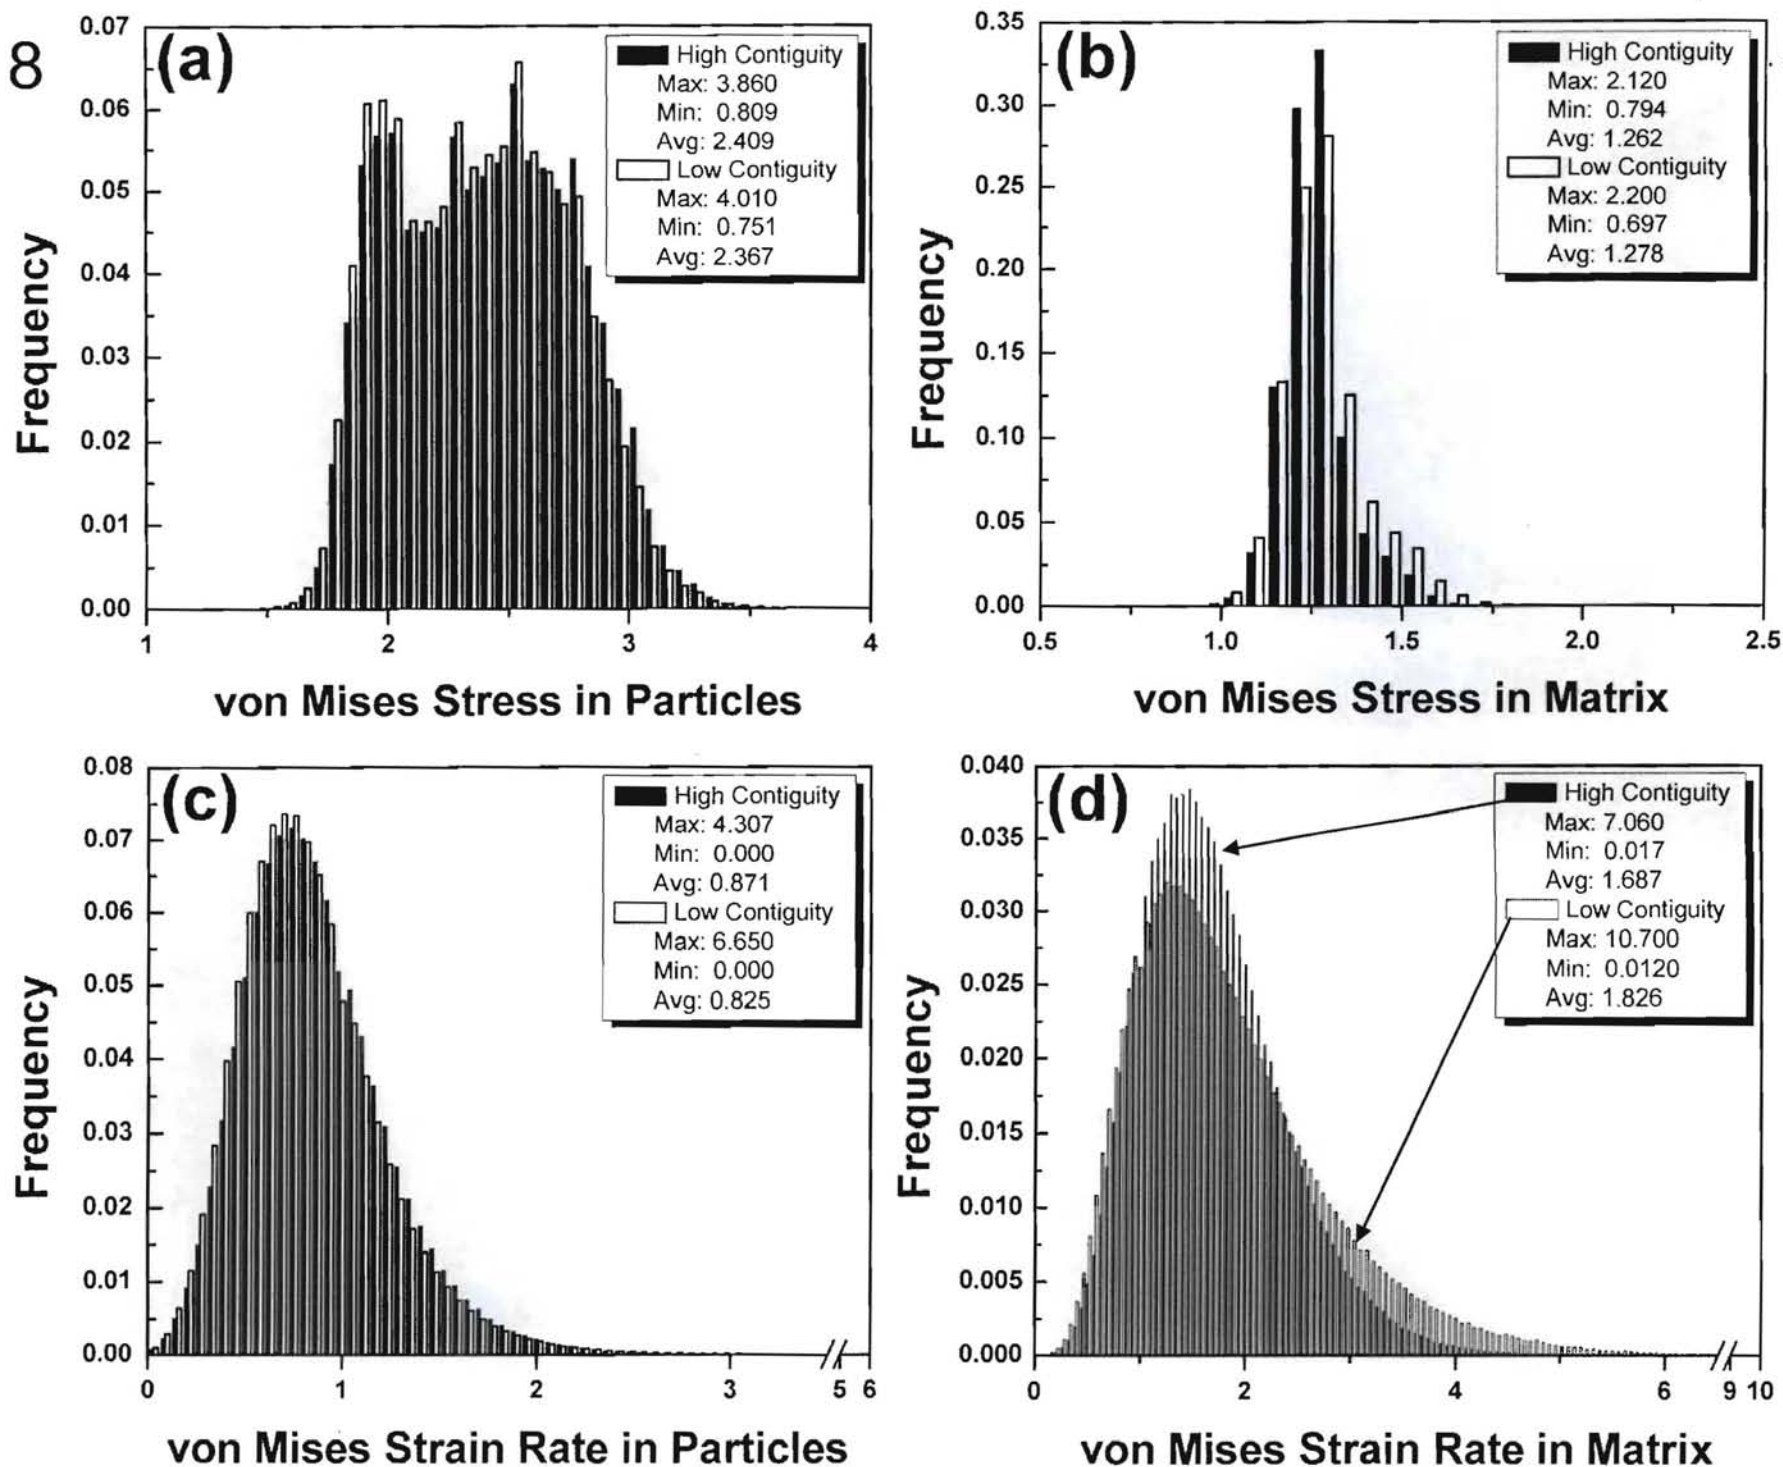 8
(a)
0.07
0.06
0.05
0.04
0.03
0.02
0.01
0.00
Frequency
1
2
3
4
von Mises Stress in Particles
High Contiguity
Max: 3.860
Min: 0.809
Avg: 2.409
Low Contiguity
Max: 4.010
Min: 0.751
Avg: 2.367
(b)
0.35
0.30
0.25
0.20
0.15
0.10
0.05
0.00
Frequency
0.5
1.0
1.5
2.0
2.5
von Mises Stress in Matrix
High Contiguity
Max: 2.120
Min: 0.794
Avg: 1.262
Low Contiguity
Max: 2.200
Min: 0.697
Avg: 1.278
(c)
0.08
0.07
0.06
0.05
0.04
0.03
0.02
0.01
0.00
Frequency
0
1
2
3
5
6
von Mises Strain Rate in Particles
High Contiguity
Max: 4.307
Min: 0.000
Avg: 0.871
Low Contiguity
Max: 6.650
Min: 0.000
Avg: 0.825
(d)
0.040
0.035
0.030
0.025
0.020
0.015
0.010
0.005
0.000
Frequency
0
2
4
6
9
10
von Mises Strain Rate in Matrix
High Contiguity
Max: 7.060
Min: 0.017
Avg: 1.687
Low Contiguity
Max: 10.700
Min: 0.0120
Avg: 1.826